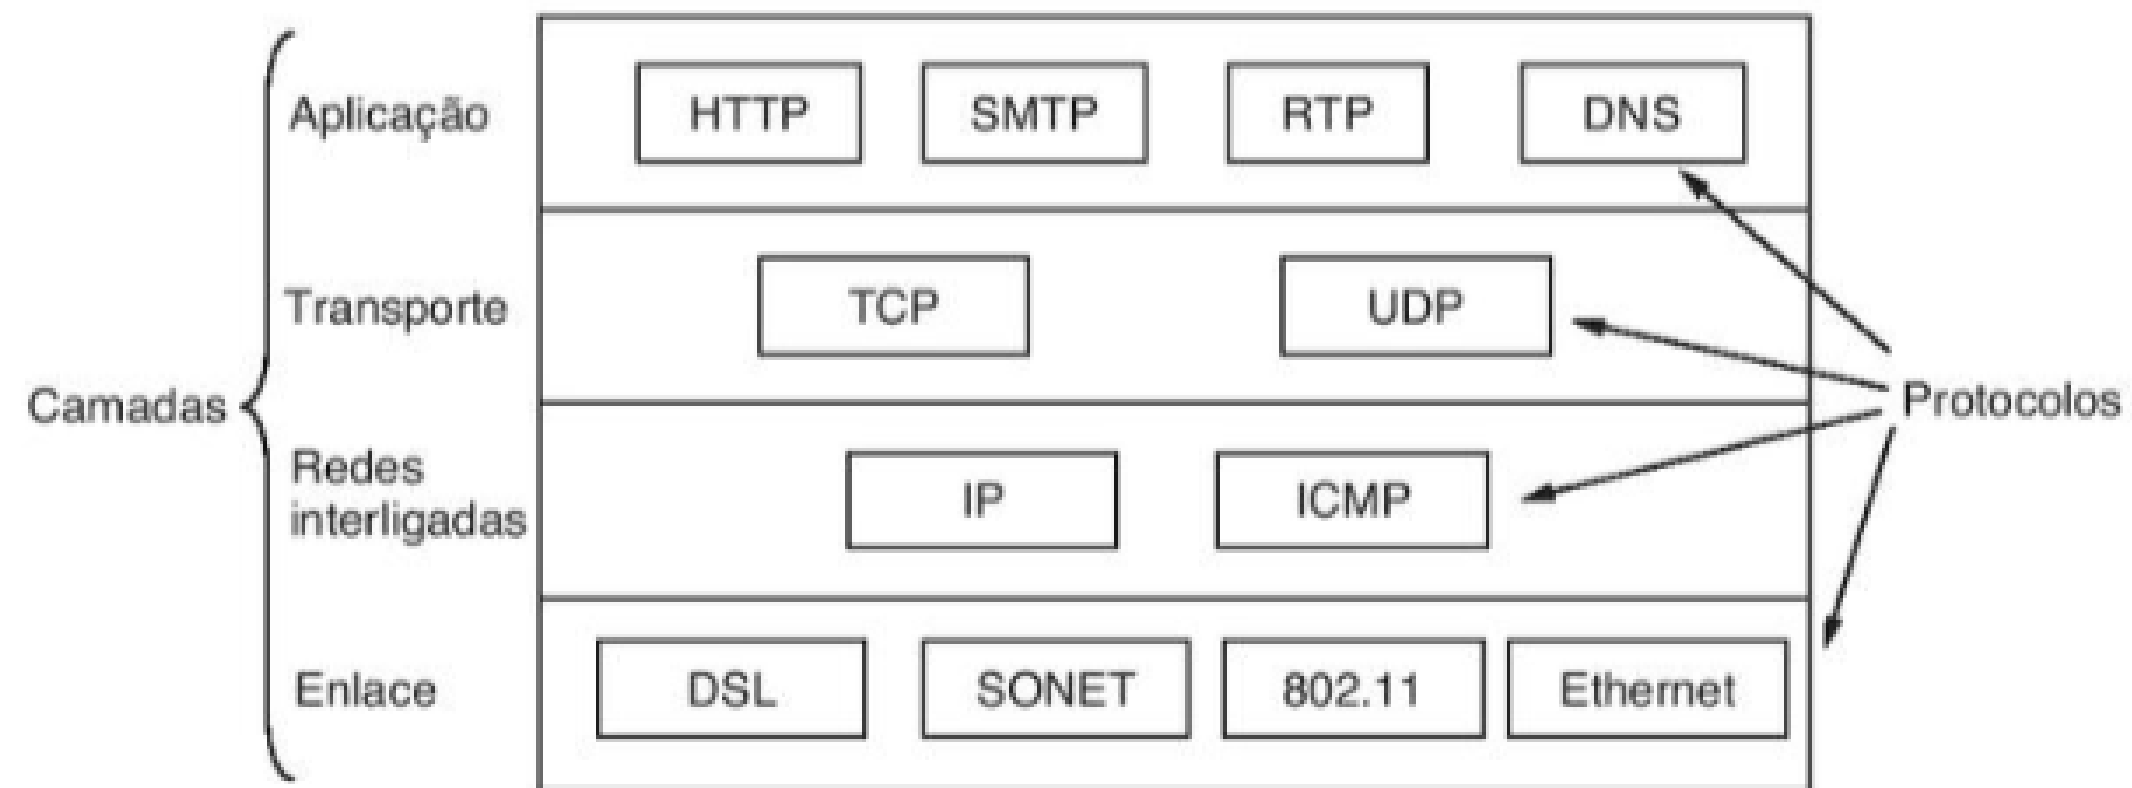 Aplicação
HTTP
SMTP
RTP
DNS
Transporte
TCP
UDP
Camadas
Protocolos
Redes
interligadas
IP
ICMP
Enlace
DSL
SONET
802.11
Ethernet